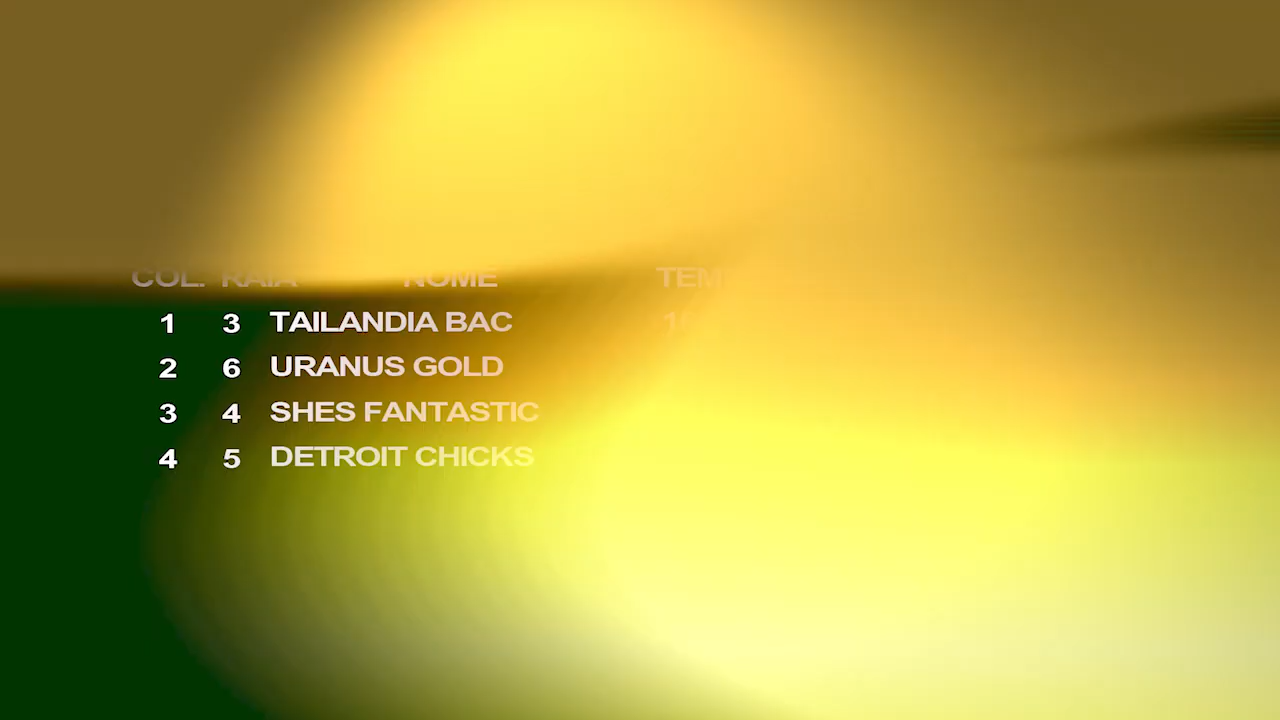 COL. RAIA NOME
1 3 TAILANDIA BAC
2 6 URANUS GOLD
3 4 SHES FANTASTIC
4 5 DETROIT CHICKS